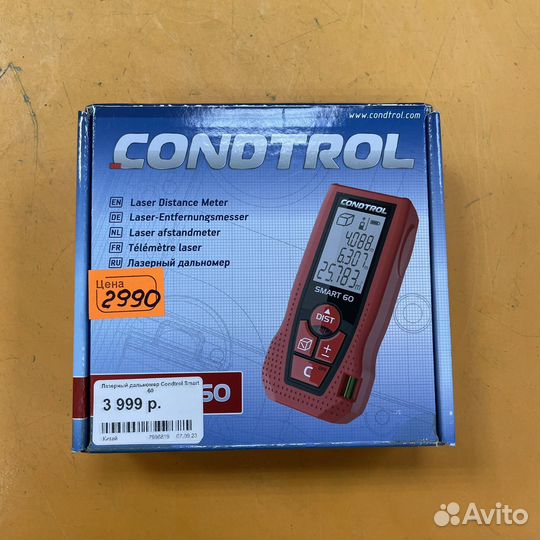 www.condtrol.com
CONDTROL
EN Laser Distance Meter
DE Laser-Entfernungsmesser
NL Laser afstandmeter
FR Télémètre laser
RU Лазерный дальномер
CONDTROL
4.088
6.307 m
25.783
SMART 60
DIST
+
C
Цена
2990
Лазерный дальномер Condtrol Smart
60
3 999 р.
Китай 07.09.23
60
Avito